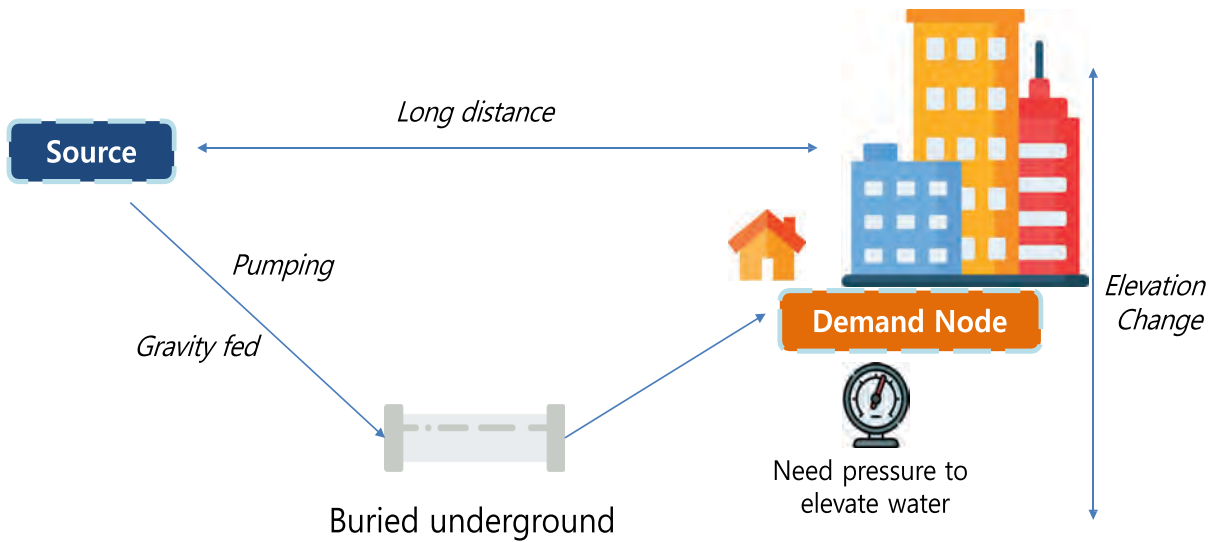 Long distance
Source
Pumping
Gravity fed
Elevation
Change
Demand Node
Need pressure to
elevate water
Buried underground